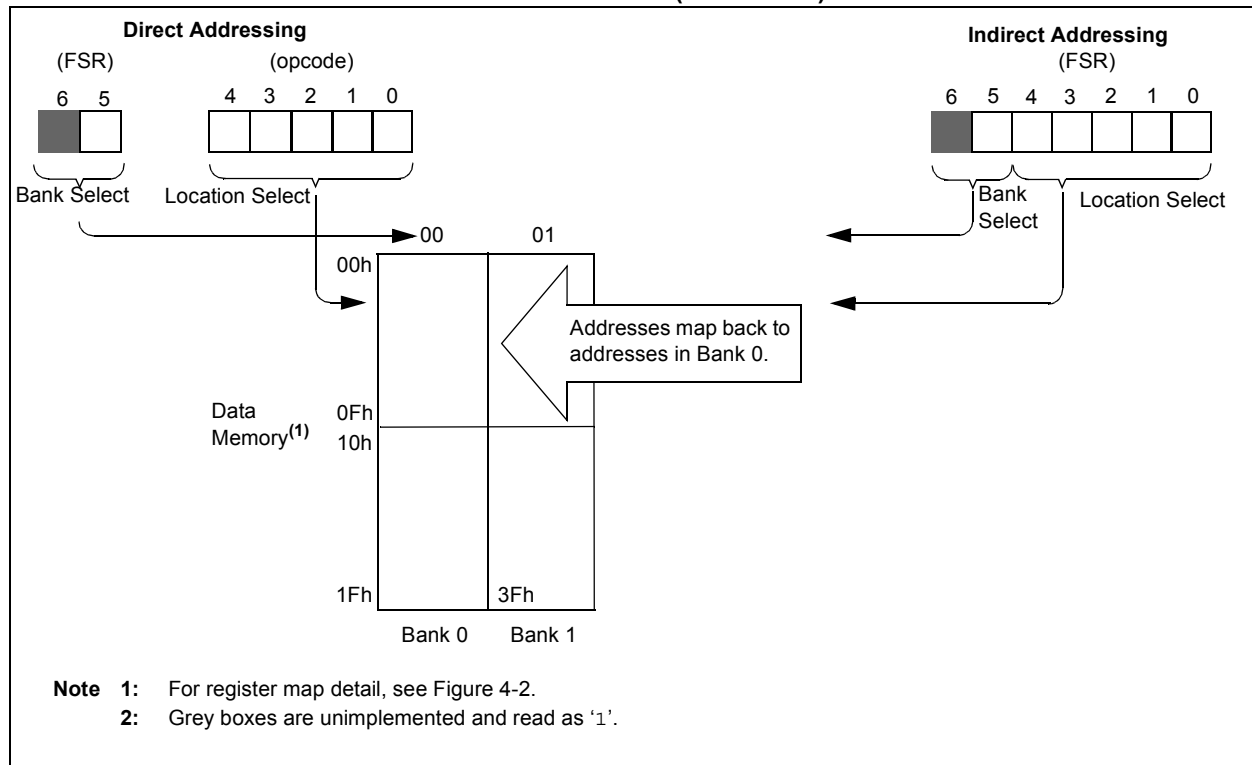 Direct Addressing
(FSR)
(opcode)
6 5
4 3 2 1 0
Bank Select
Location Select
Indirect Addressing
(FSR)
6 5 4 3 2 1 0
Bank
Select
Location Select
00 01
00h
Addresses map back to
addresses in Bank 0.
Data
Memory(1)
0Fh
10h
1Fh
3Fh
Bank 0 Bank 1
Note 1: For register map detail, see Figure 4-2.
2: Grey boxes are unimplemented and read as ‘1’.